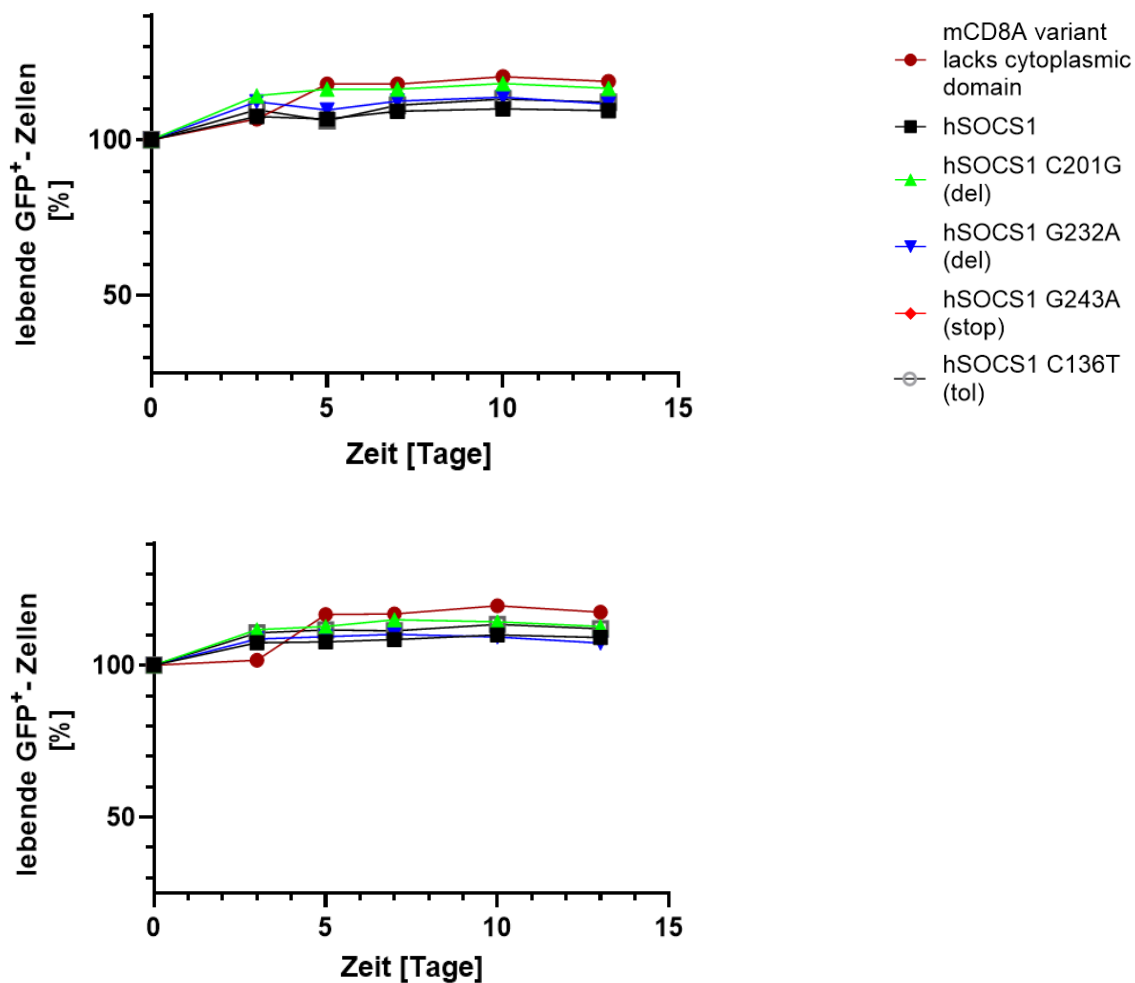 lebende GFP⁺- Zellen
[%]
100
50
0
5
10
15
Zeit [Tage]
mCD8A variant
lacks cytoplasmic
domain
hSOCS1
hSOCS1 C201G
(del)
hSOCS1 G232A
(del)
hSOCS1 G243A
(stop)
hSOCS1 C136T
(tol)
lebende GFP⁺- Zellen
[%]
100
50
0
5
10
15
Zeit [Tage]